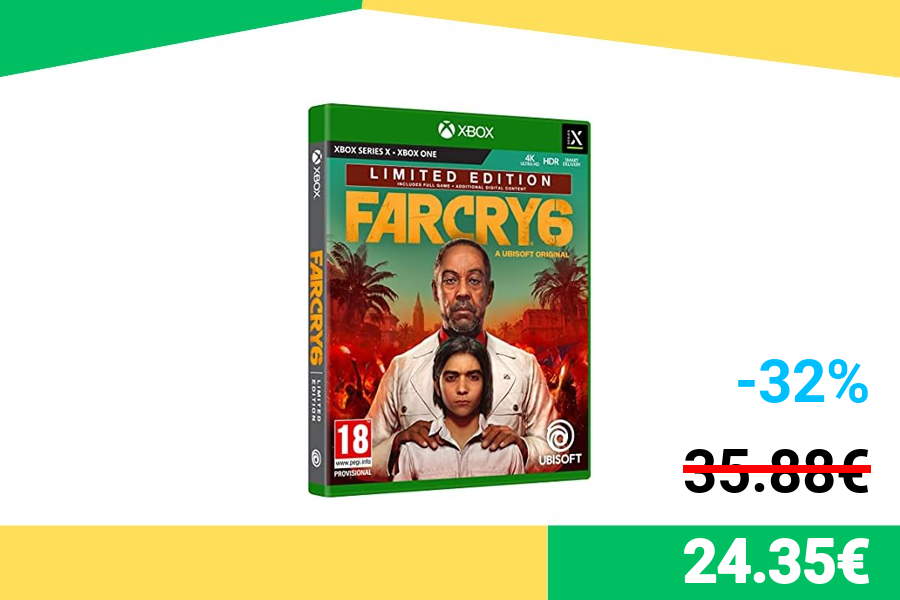 XBOX
XBOX SERIES X • XBOX ONE
4K
ULTRA HD
HDR
SMART
DELIVERY
LIMITED EDITION
INCLUDES FULL GAME + ADDITIONAL DIGITAL CONTENT
FARCRY6
A UBISOFT ORIGINAL
XBOX
FARCRY6
LIMITED
EDITION
18
www.pegi.info
PROVISIONAL
UBISOFT
-32%
35.88€
24.35€